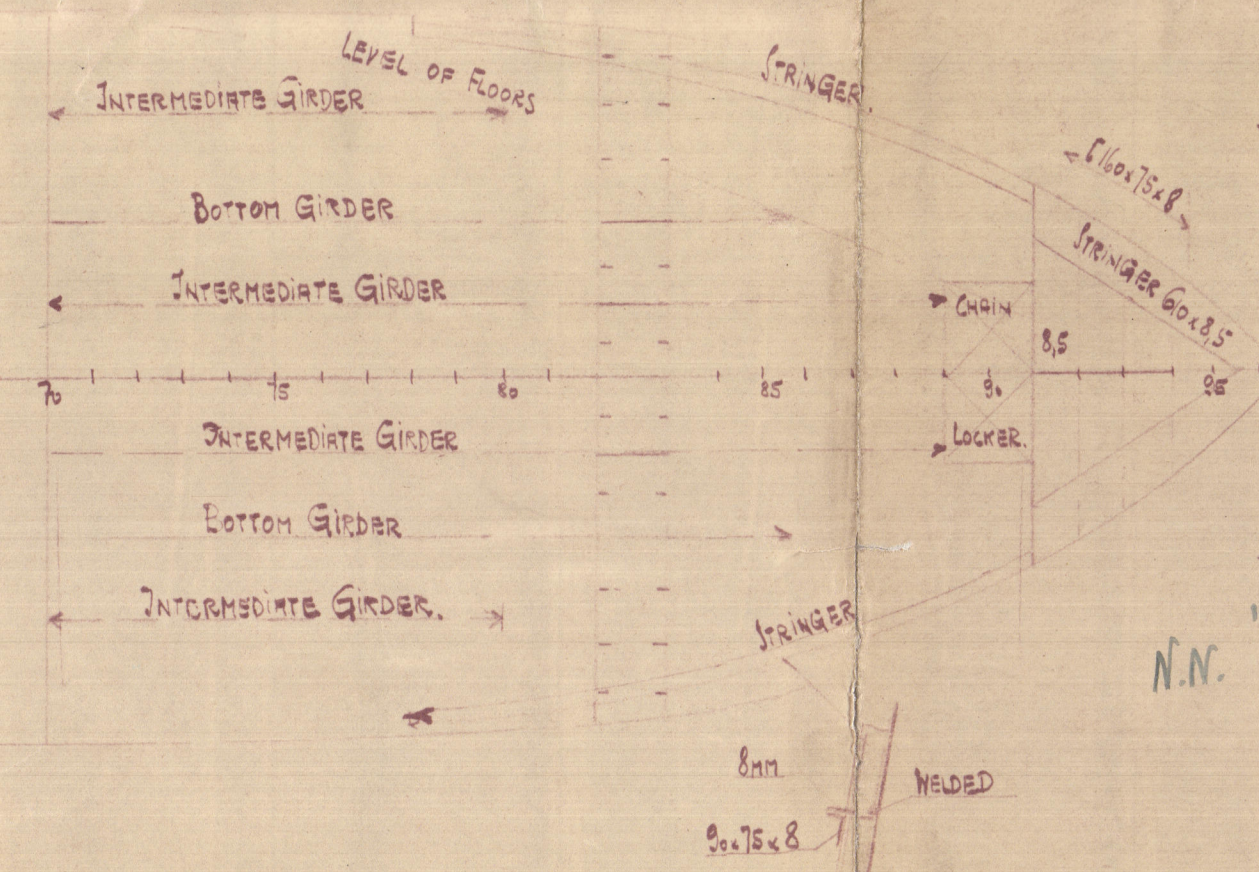 LEVEL OF FLOORS
STRINGER
INTERMEDIATE GIRDER
[ 160x75x8
BOTTOM GIRDER
STRINGER 610x8,5
INTERMEDIATE GIRDER
CHAIN
8,5
70 75 80 85 90 95
INTERMEDIATE GIRDER
LOCKER.
BOTTOM GIRDER
INTERMEDIATE GIRDER.
STRINGER
N.N.
8MM
WELDED
90x75x8